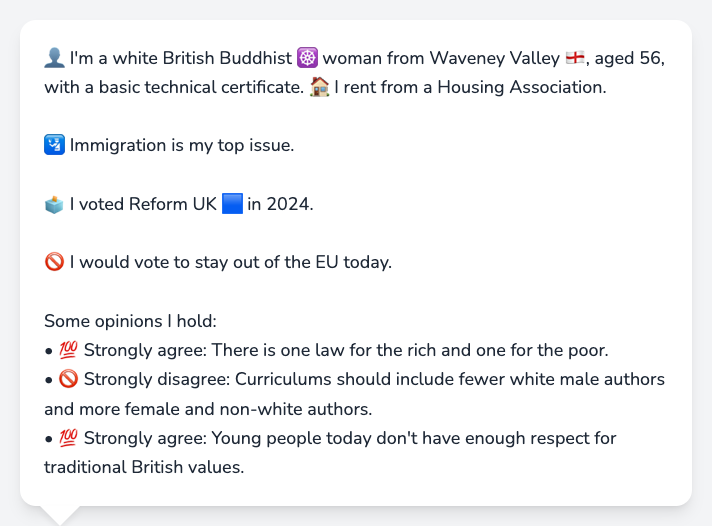 👤 I'm a white British Buddhist ☸️ woman from Waveney Valley 🏴󠁧󠁢󠁥󠁮󠁧󠁿, aged 56,
with a basic technical certificate. 🏠 I rent from a Housing Association.
🛂 Immigration is my top issue.
🗳️ I voted Reform UK 🟦 in 2024.
🚫 I would vote to stay out of the EU today.
Some opinions I hold:
• 💯 Strongly agree: There is one law for the rich and one for the poor.
• 🚫 Strongly disagree: Curriculums should include fewer white male authors
and more female and non-white authors.
• 💯 Strongly agree: Young people today don't have enough respect for
traditional British values.